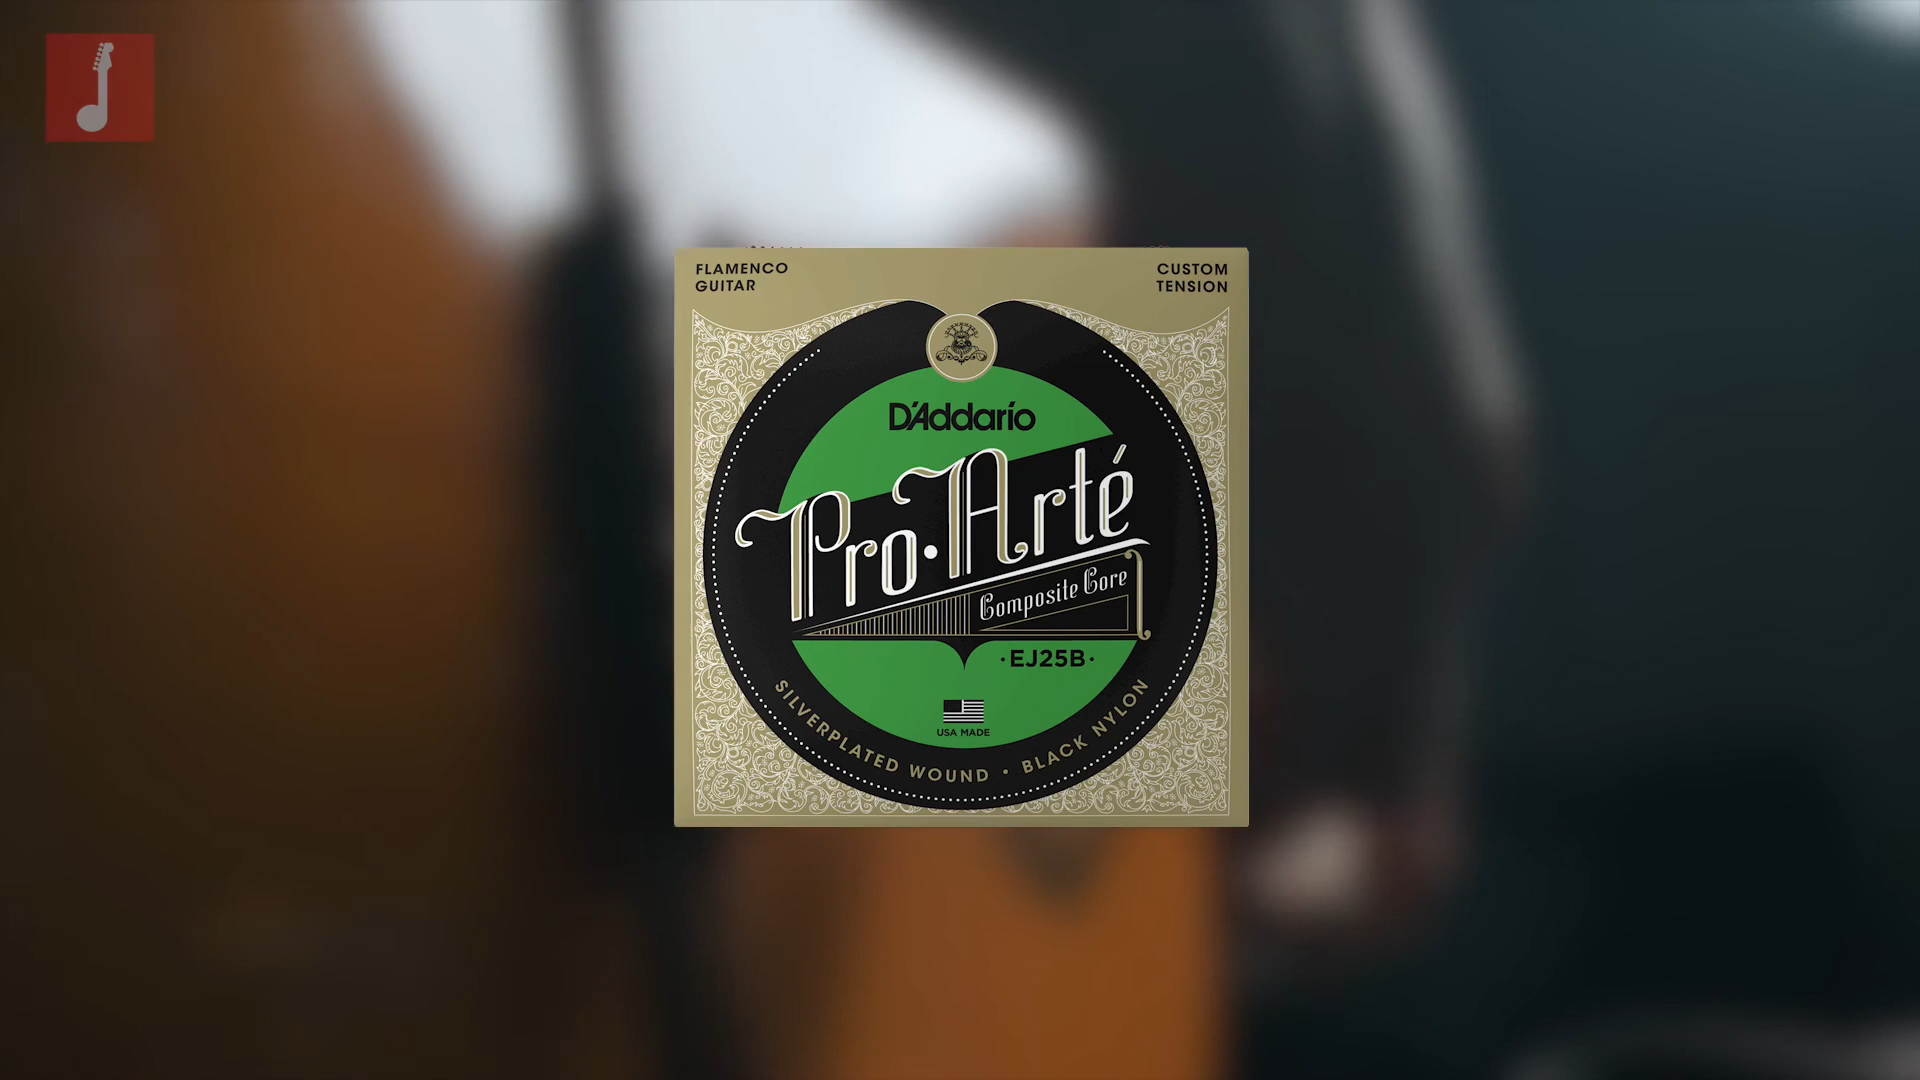 FLAMENCO
GUITAR
CUSTOM
TENSION
D'Addario
Pro·Arté
Composite Core
·EJ25B·
USA MADE
SILVERPLATED WOUND • BLACK NYLON